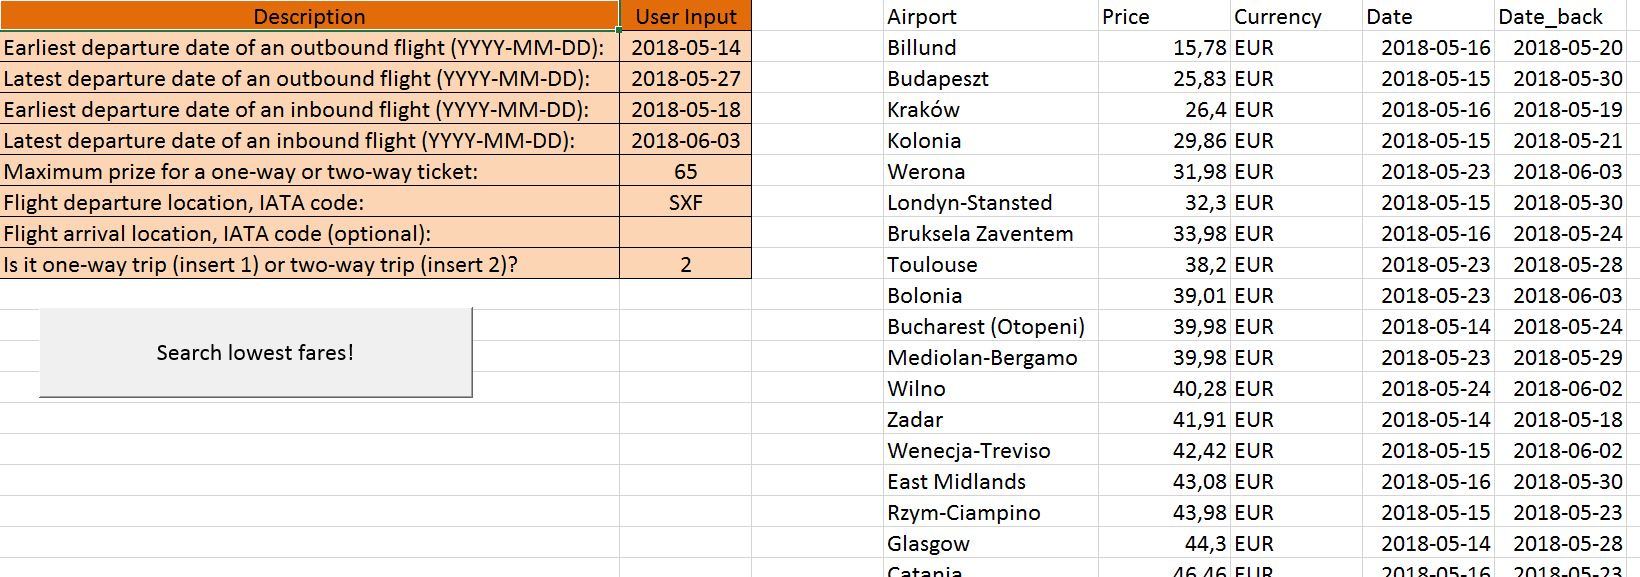 Description User Input
Earliest departure date of an outbound flight (YYYY-MM-DD): 2018-05-14
Latest departure date of an outbound flight (YYYY-MM-DD): 2018-05-27
Earliest departure date of an inbound flight (YYYY-MM-DD): 2018-05-18
Latest departure date of an inbound flight (YYYY-MM-DD): 2018-06-03
Maximum prize for a one-way or two-way ticket: 65
Flight departure location, IATA code: SXF
Flight arrival location, IATA code (optional):
Is it one-way trip (insert 1) or two-way trip (insert 2)? 2
Search lowest fares!
Airport Price Currency Date Date_back
Billund 15,78 EUR 2018-05-16 2018-05-20
Budapeszt 25,83 EUR 2018-05-15 2018-05-30
Kraków 26,4 EUR 2018-05-16 2018-05-19
Kolonia 29,86 EUR 2018-05-15 2018-05-21
Werona 31,98 EUR 2018-05-23 2018-06-03
Londyn-Stansted 32,3 EUR 2018-05-15 2018-05-30
Bruksela Zaventem 33,98 EUR 2018-05-16 2018-05-24
Toulouse 38,2 EUR 2018-05-23 2018-05-28
Bolonia 39,01 EUR 2018-05-23 2018-06-03
Bucharest (Otopeni) 39,98 EUR 2018-05-14 2018-05-24
Mediolan-Bergamo 39,98 EUR 2018-05-23 2018-05-29
Wilno 40,28 EUR 2018-05-24 2018-06-02
Zadar 41,91 EUR 2018-05-14 2018-05-18
Wenecja-Treviso 42,42 EUR 2018-05-15 2018-06-02
East Midlands 43,08 EUR 2018-05-16 2018-05-30
Rzym-Ciampino 43,98 EUR 2018-05-15 2018-05-23
Glasgow 44,3 EUR 2018-05-14 2018-05-28
Catania 46,46 EUR 2018-05-16 2018-05-23